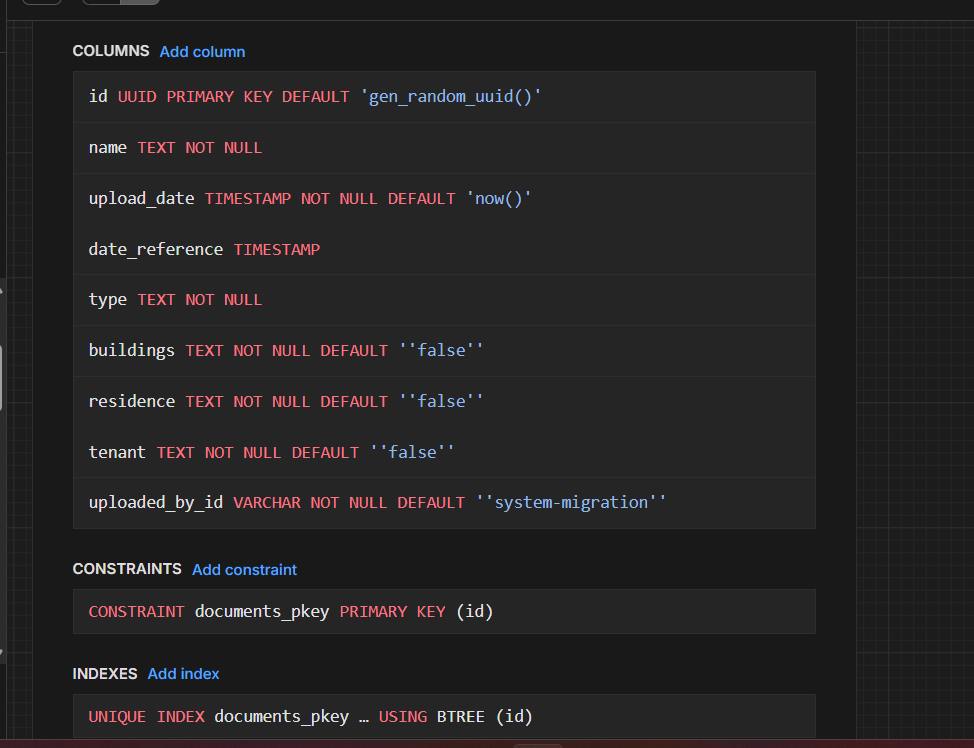 COLUMNS Add column
id UUID PRIMARY KEY DEFAULT 'gen_random_uuid()'
name TEXT NOT NULL
upload_date TIMESTAMP NOT NULL DEFAULT 'now()'
date_reference TIMESTAMP
type TEXT NOT NULL
buildings TEXT NOT NULL DEFAULT ''false''
residence TEXT NOT NULL DEFAULT ''false''
tenant TEXT NOT NULL DEFAULT ''false''
uploaded_by_id VARCHAR NOT NULL DEFAULT ''system-migration''
CONSTRAINTS Add constraint
CONSTRAINT documents_pkey PRIMARY KEY (id)
INDEXES Add index
UNIQUE INDEX documents_pkey … USING BTREE (id)